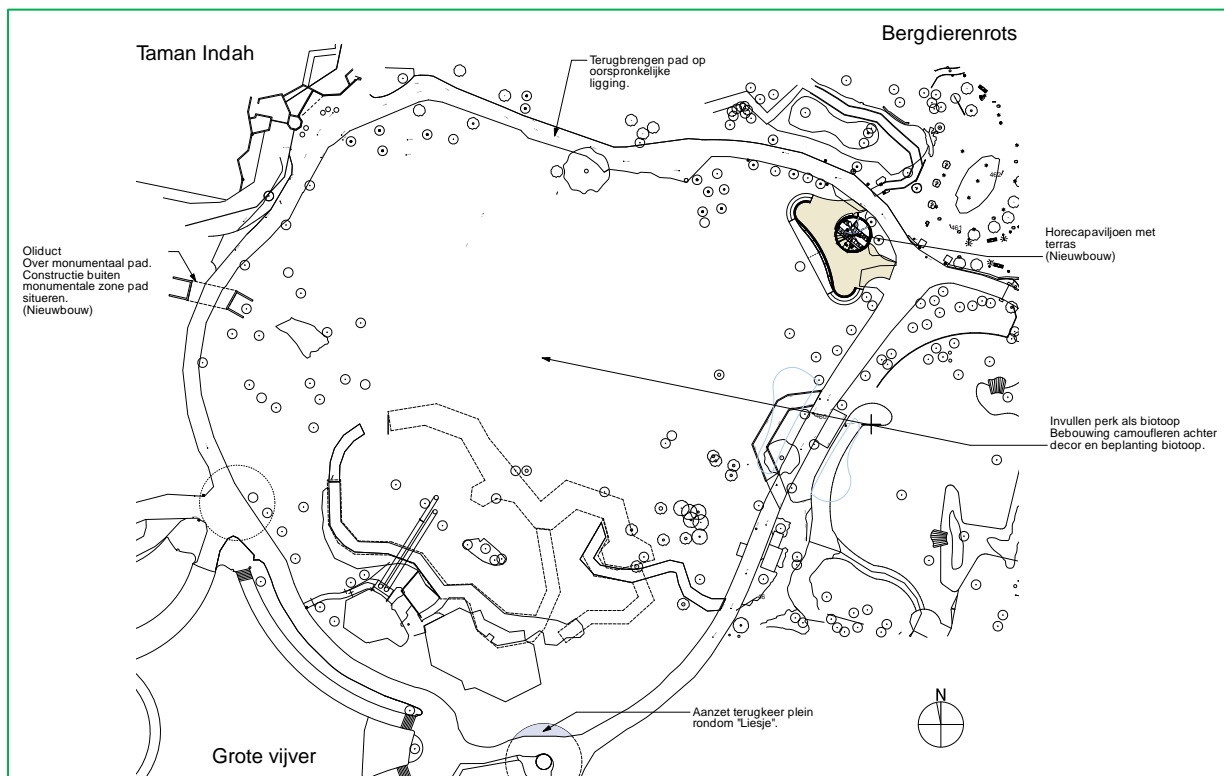 Taman Indah
Bergdierenrots
Terugbrengen pad op
oorspronkelijke
ligging.
462
461
Horecapaviljoen met
terras
(Nieuwbouw)
Oliduct
Over monumentaal pad.
Constructie buiten
monumentale zone pad
situeren.
(Nieuwbouw)
Invullen perk als biotoop
Bebouwing camoufleren achter
decor en beplanting biotoop.
N
Aanzet terugkeer plein
rondom "Liesje".
Grote vijver